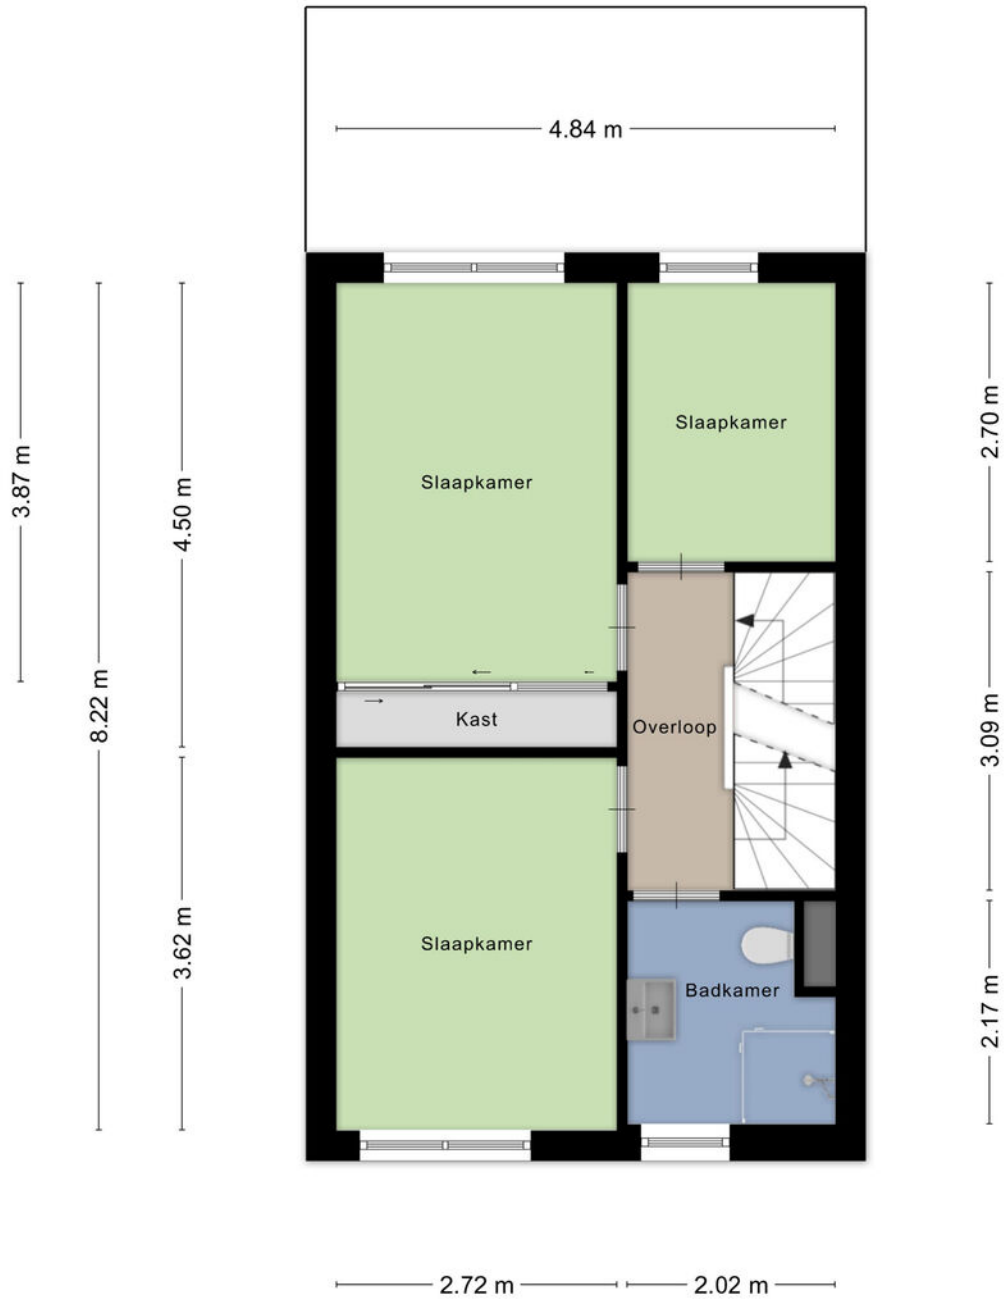 4.84 m
Slaapkamer
2.70 m
3.87 m
Slaapkamer
4.50 m
8.22 m
Kast
Overloop
3.09 m
3.62 m
Slaapkamer
Badkamer
2.17 m
2.72 m
2.02 m